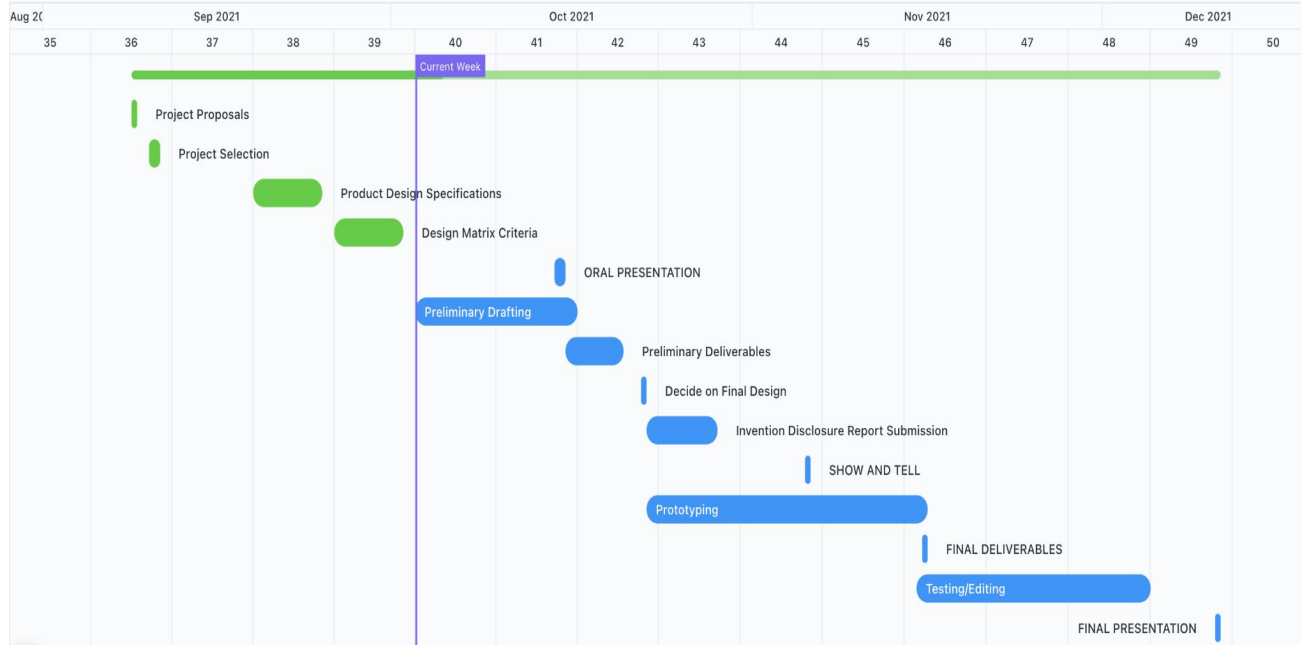 Aug 20
Sep 2021
Oct 2021
Nov 2021
Dec 2021
35 36 37 38 39 40 41 42 43 44 45 46 47 48 49 50
Current Week
Project Proposals
Project Selection
Product Design Specifications
Design Matrix Criteria
ORAL PRESENTATION
Preliminary Drafting
Preliminary Deliverables
Decide on Final Design
Invention Disclosure Report Submission
SHOW AND TELL
Prototyping
FINAL DELIVERABLES
Testing/Editing
FINAL PRESENTATION